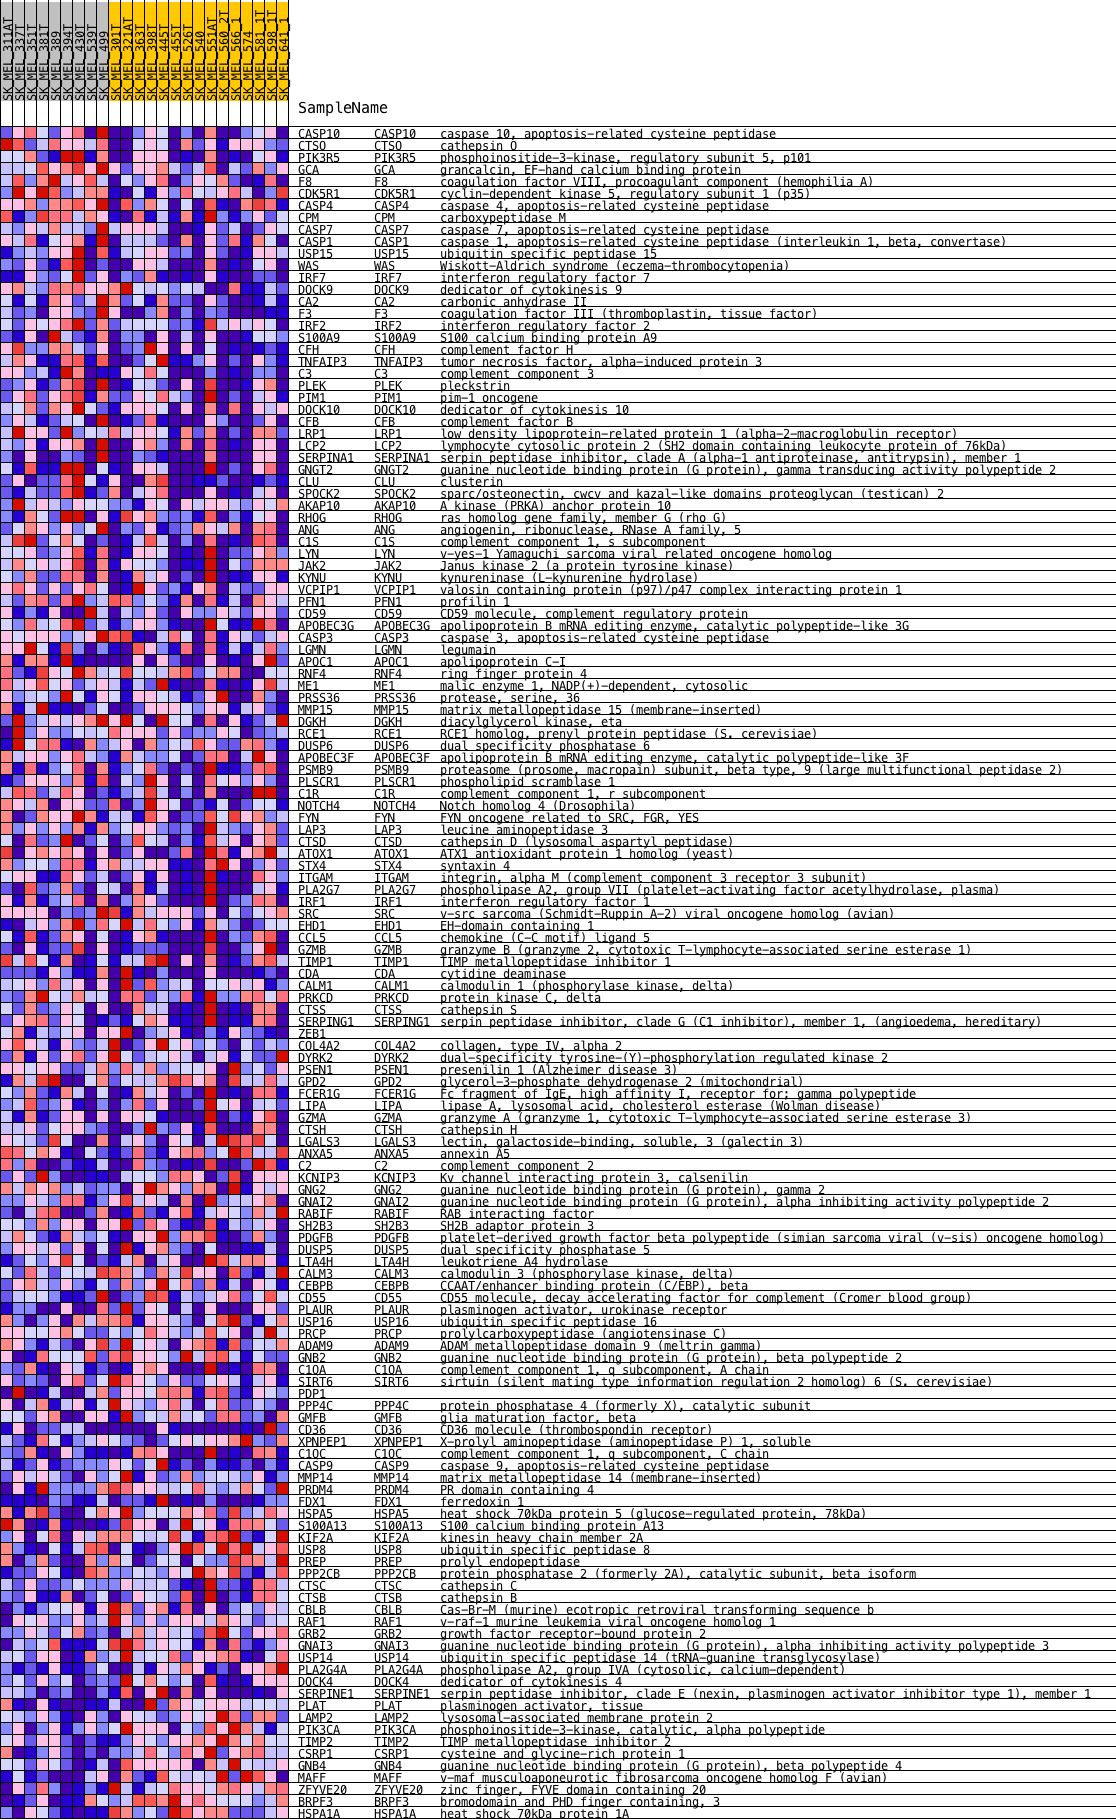 SK_MEL_311AT
SK_MEL_337T
SK_MEL_351T
SK_MEL_381T
SK_MEL_389
SK_MEL_394T
SK_MEL_430T
SK_MEL_539T
SK_MEL_499
SK_MEL_301T
SK_MEL_321AT
SK_MEL_363T
SK_MEL_398T
SK_MEL_445T
SK_MEL_455T
SK_MEL_526T
SK_MEL_540
SK_MEL_551AT
SK_MEL_560_2T
SK_MEL_566_1
SK_MEL_574
SK_MEL_581_1T
SK_MEL_598_1T
SK_MEL_641_1
SampleName
CASP10 CASP10 caspase 10, apoptosis-related cysteine peptidase
CTSO CTSO cathepsin O
PIK3R5 PIK3R5 phosphoinositide-3-kinase, regulatory subunit 5, p101
GCA GCA grancalcin, EF-hand calcium binding protein
F8 F8 coagulation factor VIII, procoagulant component (hemophilia A)
CDK5R1 CDK5R1 cyclin-dependent kinase 5, regulatory subunit 1 (p35)
CASP4 CASP4 caspase 4, apoptosis-related cysteine peptidase
CPM CPM carboxypeptidase M
CASP7 CASP7 caspase 7, apoptosis-related cysteine peptidase
CASP1 CASP1 caspase 1, apoptosis-related cysteine peptidase (interleukin 1, beta, convertase)
USP15 USP15 ubiquitin specific peptidase 15
WAS WAS Wiskott-Aldrich syndrome (eczema-thrombocytopenia)
IRF7 IRF7 interferon regulatory factor 7
DOCK9 DOCK9 dedicator of cytokinesis 9
CA2 CA2 carbonic anhydrase II
F3 F3 coagulation factor III (thromboplastin, tissue factor)
IRF2 IRF2 interferon regulatory factor 2
S100A9 S100A9 S100 calcium binding protein A9
CFH CFH complement factor H
TNFAIP3 TNFAIP3 tumor necrosis factor, alpha-induced protein 3
C3 C3 complement component 3
PLEK PLEK pleckstrin
PIM1 PIM1 pim-1 oncogene
DOCK10 DOCK10 dedicator of cytokinesis 10
CFB CFB complement factor B
LRP1 LRP1 low density lipoprotein-related protein 1 (alpha-2-macroglobulin receptor)
LCP2 LCP2 lymphocyte cytosolic protein 2 (SH2 domain containing leukocyte protein of 76kDa)
SERPINA1 SERPINA1 serpin peptidase inhibitor, clade A (alpha-1 antiproteinase, antitrypsin), member 1
GNGT2 GNGT2 guanine nucleotide binding protein (G protein), gamma transducing activity polypeptide 2
CLU CLU clusterin
SPOCK2 SPOCK2 sparc/osteonectin, cwcv and kazal-like domains proteoglycan (testican) 2
AKAP10 AKAP10 A kinase (PRKA) anchor protein 10
RHOG RHOG ras homolog gene family, member G (rho G)
ANG ANG angiogenin, ribonuclease, RNase A family, 5
C1S C1S complement component 1, s subcomponent
LYN LYN v-yes-1 Yamaguchi sarcoma viral related oncogene homolog
JAK2 JAK2 Janus kinase 2 (a protein tyrosine kinase)
KYNU KYNU kynureninase (L-kynurenine hydrolase)
VCPIP1 VCPIP1 valosin containing protein (p97)/p47 complex interacting protein 1
PFN1 PFN1 profilin 1
CD59 CD59 CD59 molecule, complement regulatory protein
APOBEC3G APOBEC3G apolipoprotein B mRNA editing enzyme, catalytic polypeptide-like 3G
CASP3 CASP3 caspase 3, apoptosis-related cysteine peptidase
LGMN LGMN legumain
APOC1 APOC1 apolipoprotein C-I
RNF4 RNF4 ring finger protein 4
ME1 ME1 malic enzyme 1, NADP(+)-dependent, cytosolic
PRSS36 PRSS36 protease, serine, 36
MMP15 MMP15 matrix metallopeptidase 15 (membrane-inserted)
DGKH DGKH diacylglycerol kinase, eta
RCE1 RCE1 RCE1 homolog, prenyl protein peptidase (S. cerevisiae)
DUSP6 DUSP6 dual specificity phosphatase 6
APOBEC3F APOBEC3F apolipoprotein B mRNA editing enzyme, catalytic polypeptide-like 3F
PSMB9 PSMB9 proteasome (prosome, macropain) subunit, beta type, 9 (large multifunctional peptidase 2)
PLSCR1 PLSCR1 phospholipid scramblase 1
C1R C1R complement component 1, r subcomponent
NOTCH4 NOTCH4 Notch homolog 4 (Drosophila)
FYN FYN FYN oncogene related to SRC, FGR, YES
LAP3 LAP3 leucine aminopeptidase 3
CTSD CTSD cathepsin D (lysosomal aspartyl peptidase)
ATOX1 ATOX1 ATX1 antioxidant protein 1 homolog (yeast)
STX4 STX4 syntaxin 4
ITGAM ITGAM integrin, alpha M (complement component 3 receptor 3 subunit)
PLA2G7 PLA2G7 phospholipase A2, group VII (platelet-activating factor acetylhydrolase, plasma)
IRF1 IRF1 interferon regulatory factor 1
SRC SRC v-src sarcoma (Schmidt-Ruppin A-2) viral oncogene homolog (avian)
EHD1 EHD1 EH-domain containing 1
CCL5 CCL5 chemokine (C-C motif) ligand 5
GZMB GZMB granzyme B (granzyme 2, cytotoxic T-lymphocyte-associated serine esterase 1)
TIMP1 TIMP1 TIMP metallopeptidase inhibitor 1
CDA CDA cytidine deaminase
CALM1 CALM1 calmodulin 1 (phosphorylase kinase, delta)
PRKCD PRKCD protein kinase C, delta
CTSS CTSS cathepsin S
SERPING1 SERPING1 serpin peptidase inhibitor, clade G (C1 inhibitor), member 1, (angioedema, hereditary)
ZEB1
COL4A2 COL4A2 collagen, type IV, alpha 2
DYRK2 DYRK2 dual-specificity tyrosine-(Y)-phosphorylation regulated kinase 2
PSEN1 PSEN1 presenilin 1 (Alzheimer disease 3)
GPD2 GPD2 glycerol-3-phosphate dehydrogenase 2 (mitochondrial)
FCER1G FCER1G Fc fragment of IgE, high affinity I, receptor for; gamma polypeptide
LIPA LIPA lipase A, lysosomal acid, cholesterol esterase (Wolman disease)
GZMA GZMA granzyme A (granzyme 1, cytotoxic T-lymphocyte-associated serine esterase 3)
CTSH CTSH cathepsin H
LGALS3 LGALS3 lectin, galactoside-binding, soluble, 3 (galectin 3)
ANXA5 ANXA5 annexin A5
C2 C2 complement component 2
KCNIP3 KCNIP3 Kv channel interacting protein 3, calsenilin
GNG2 GNG2 guanine nucleotide binding protein (G protein), gamma 2
GNAI2 GNAI2 guanine nucleotide binding protein (G protein), alpha inhibiting activity polypeptide 2
RABIF RABIF RAB interacting factor
SH2B3 SH2B3 SH2B adaptor protein 3
PDGFB PDGFB platelet-derived growth factor beta polypeptide (simian sarcoma viral (v-sis) oncogene homolog)
DUSP5 DUSP5 dual specificity phosphatase 5
LTA4H LTA4H leukotriene A4 hydrolase
CALM3 CALM3 calmodulin 3 (phosphorylase kinase, delta)
CEBPB CEBPB CCAAT/enhancer binding protein (C/EBP), beta
CD55 CD55 CD55 molecule, decay accelerating factor for complement (Cromer blood group)
PLAUR PLAUR plasminogen activator, urokinase receptor
USP16 USP16 ubiquitin specific peptidase 16
PRCP PRCP prolylcarboxypeptidase (angiotensinase C)
ADAM9 ADAM9 ADAM metallopeptidase domain 9 (meltrin gamma)
GNB2 GNB2 guanine nucleotide binding protein (G protein), beta polypeptide 2
C1QA C1QA complement component 1, q subcomponent, A chain
SIRT6 SIRT6 sirtuin (silent mating type information regulation 2 homolog) 6 (S. cerevisiae)
PDP1
PPP4C PPP4C protein phosphatase 4 (formerly X), catalytic subunit
GMFB GMFB glia maturation factor, beta
CD36 CD36 CD36 molecule (thrombospondin receptor)
XPNPEP1 XPNPEP1 X-prolyl aminopeptidase (aminopeptidase P) 1, soluble
C1QC C1QC complement component 1, q subcomponent, C chain
CASP9 CASP9 caspase 9, apoptosis-related cysteine peptidase
MMP14 MMP14 matrix metallopeptidase 14 (membrane-inserted)
PRDM4 PRDM4 PR domain containing 4
FDX1 FDX1 ferredoxin 1
HSPA5 HSPA5 heat shock 70kDa protein 5 (glucose-regulated protein, 78kDa)
S100A13 S100A13 S100 calcium binding protein A13
KIF2A KIF2A kinesin heavy chain member 2A
USP8 USP8 ubiquitin specific peptidase 8
PREP PREP prolyl endopeptidase
PPP2CB PPP2CB protein phosphatase 2 (formerly 2A), catalytic subunit, beta isoform
CTSC CTSC cathepsin C
CTSB CTSB cathepsin B
CBLB CBLB Cas-Br-M (murine) ecotropic retroviral transforming sequence b
RAF1 RAF1 v-raf-1 murine leukemia viral oncogene homolog 1
GRB2 GRB2 growth factor receptor-bound protein 2
GNAI3 GNAI3 guanine nucleotide binding protein (G protein), alpha inhibiting activity polypeptide 3
USP14 USP14 ubiquitin specific peptidase 14 (tRNA-guanine transglycosylase)
PLA2G4A PLA2G4A phospholipase A2, group IVA (cytosolic, calcium-dependent)
DOCK4 DOCK4 dedicator of cytokinesis 4
SERPINE1 SERPINE1 serpin peptidase inhibitor, clade E (nexin, plasminogen activator inhibitor type 1), member 1
PLAT PLAT plasminogen activator, tissue
LAMP2 LAMP2 lysosomal-associated membrane protein 2
PIK3CA PIK3CA phosphoinositide-3-kinase, catalytic, alpha polypeptide
TIMP2 TIMP2 TIMP metallopeptidase inhibitor 2
CSRP1 CSRP1 cysteine and glycine-rich protein 1
GNB4 GNB4 guanine nucleotide binding protein (G protein), beta polypeptide 4
MAFF MAFF v-maf musculoaponeurotic fibrosarcoma oncogene homolog F (avian)
ZFYVE20 ZFYVE20 zinc finger, FYVE domain containing 20
BRPF3 BRPF3 bromodomain and PHD finger containing, 3
HSPA1A HSPA1A heat shock 70kDa protein 1A